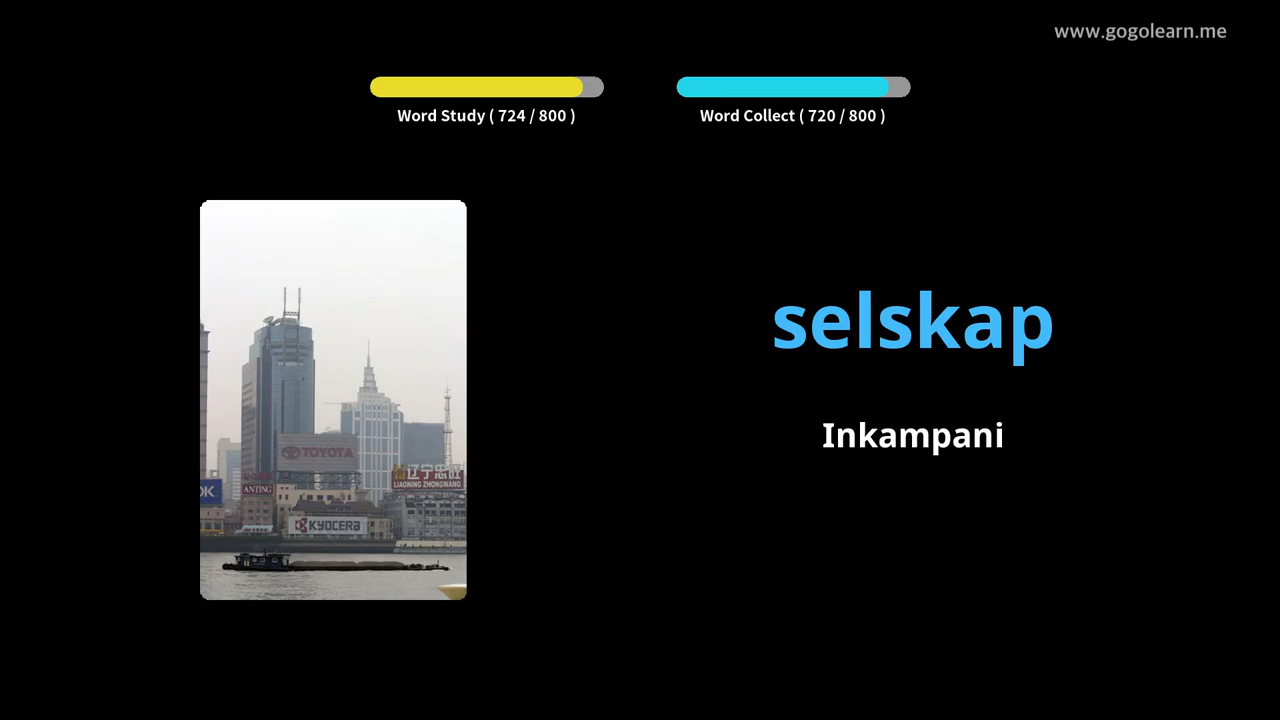 www.gogolearn.me
Word Study ( 724 / 800 )
Word Collect ( 720 / 800 )
selskap
Inkampani
TOYOTA
ANTING
LIAONING ZHONGWANG
KYOCERA